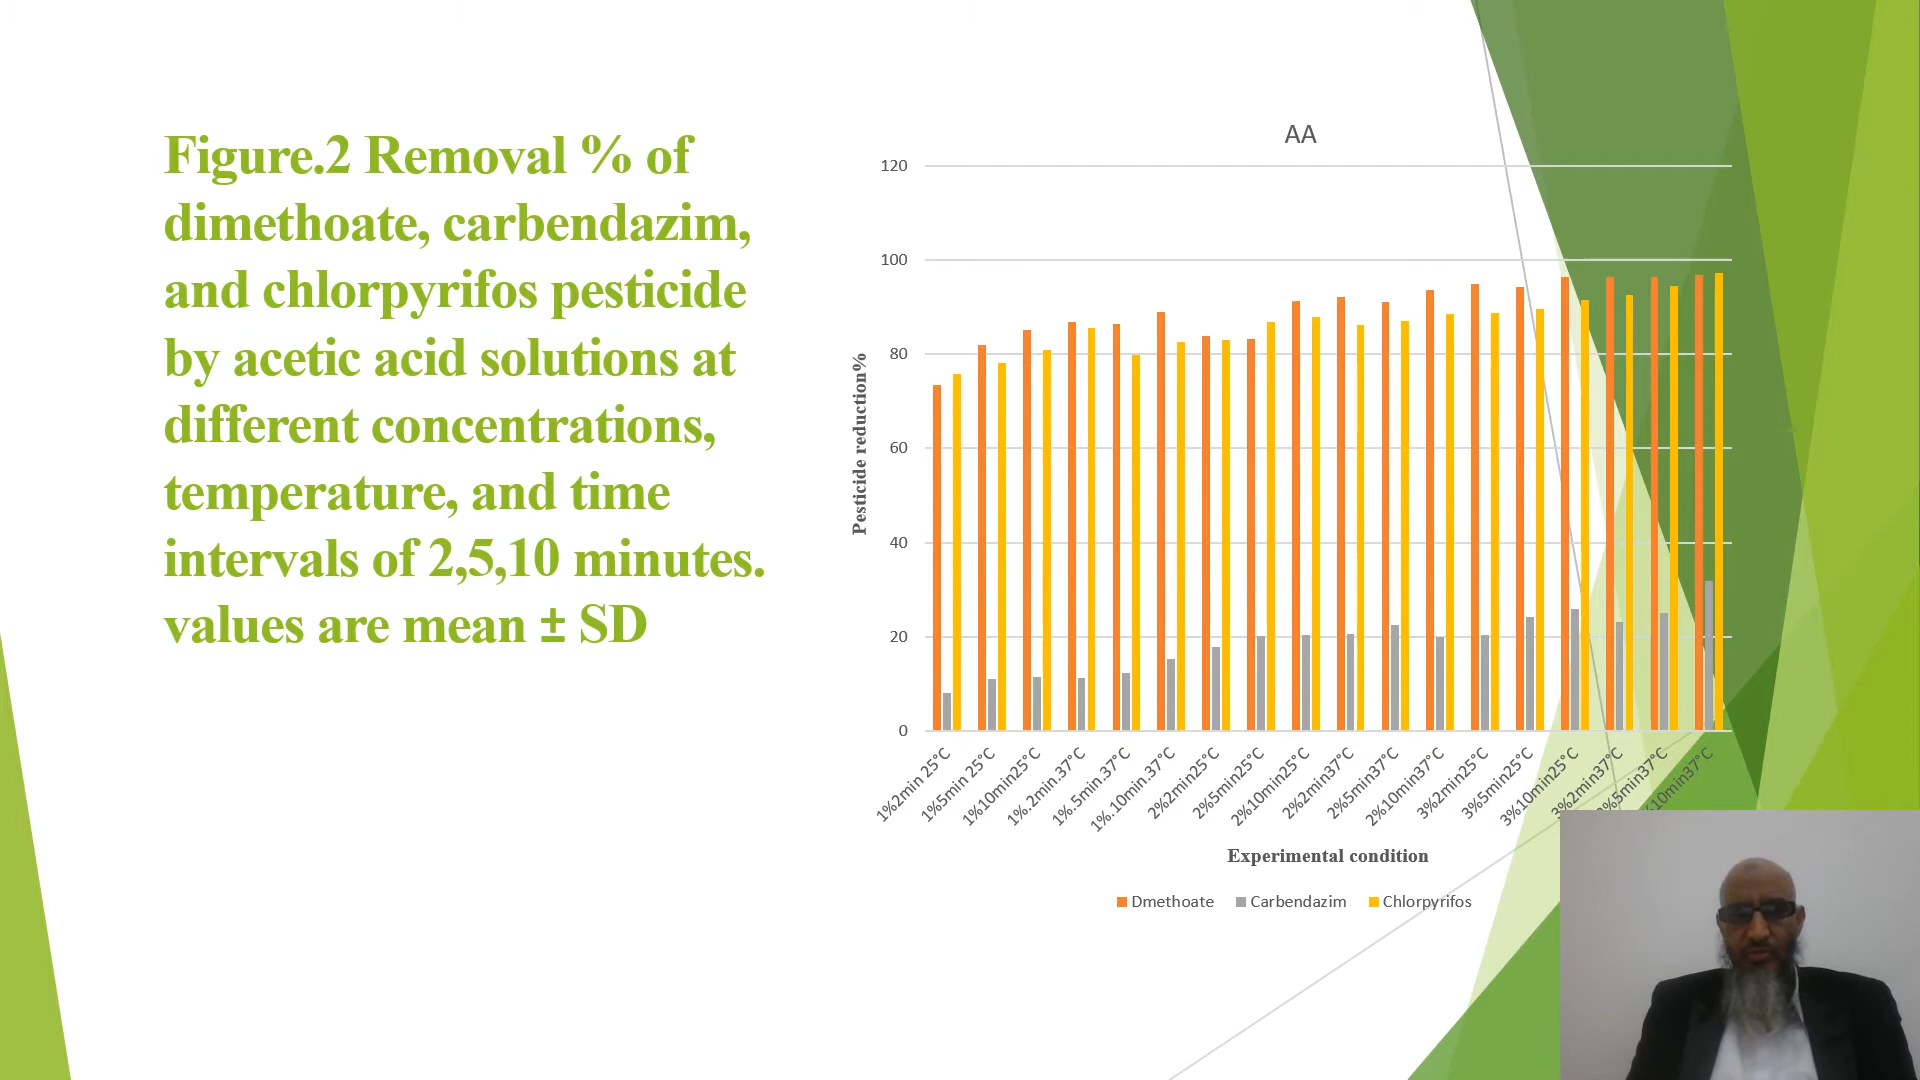 Figure.2 Removal % of
dimethoate, carbendazim,
and chlorpyrifos pesticide
by acetic acid solutions at
different concentrations,
temperature, and time
intervals of 2,5,10 minutes.
values are mean ± SD
AA
120
100
80
60
40
20
0
Pesticide reduction%
1%2min 25°C
1%5min 25°C
1%10min25°C
1%.2min.37°C
1%.5min.37°C
1%.10min.37°C
2%2min25°C
2%5min25°C
2%10min25°C
2%2min37°C
2%5min37°C
2%10min37°C
3%2min25°C
3%5min25°C
3%10min25°C
3%2min37°C
%5min37°C
10min37°C
Experimental condition
Dmethoate Carbendazim Chlorpyrifos